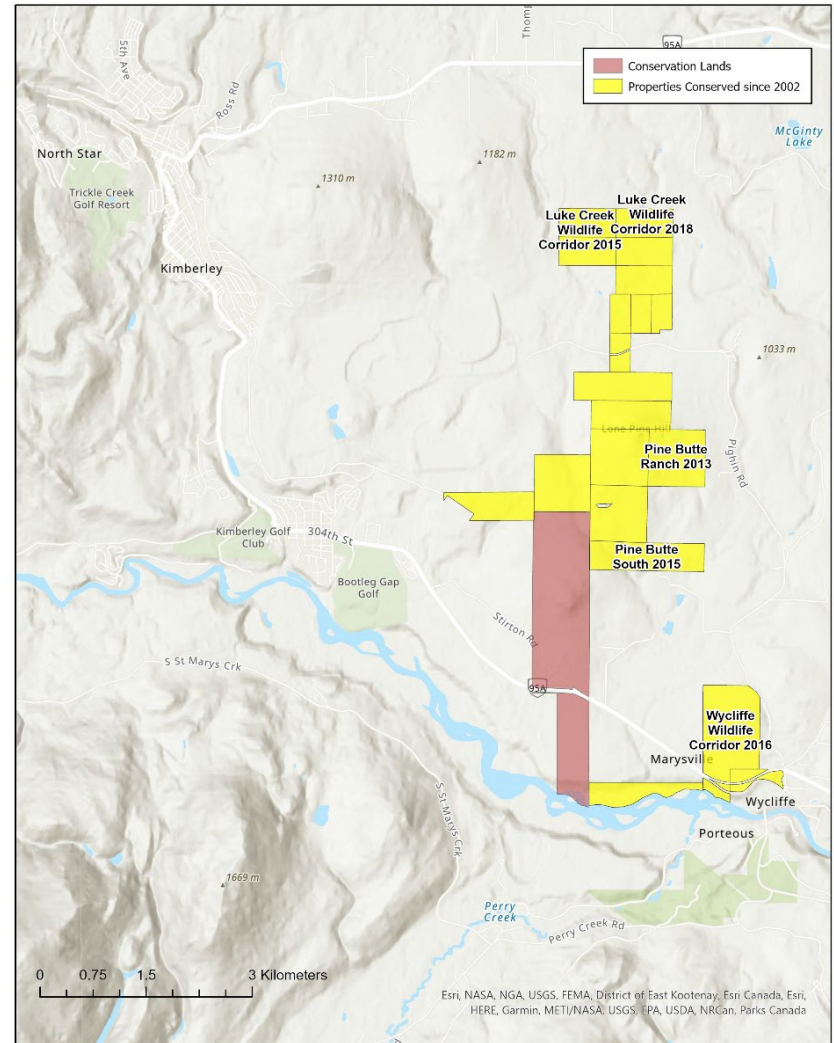 Thomp
5th Ave
Ross Rd
95A
Conservation Lands
Properties Conserved since 2002
McGinty
Lake
North Star
1182 m
1310 m
Trickle Creek
Golf Resort
Luke Creek
Wildlife
Corridor 2015
Luke Creek
Wildlife
Corridor 2018
Kimberley
1033 m
Lone Pine Hill
Pine Butte
Ranch 2013
Pighin Rd
Kimberley Golf
Club
304th St
Pine Butte
South 2015
Bootleg Gap
Golf
Stirton Rd
S St Marys Crk
95A
Wycliffe
Wildlife
Corridor 2016
Marysville
Wycliffe
Porteous
S St Marys Crk
1669 m
Perry
Creek
Perry Creek Rd
0 0.75 1.5 3 Kilometers
Esri, NASA, NGA, USGS, FEMA, District of East Kootenay, Esri Canada, Esri,
HERE, Garmin, METI/NASA, USGS, EPA, USDA, NRCan, Parks Canada